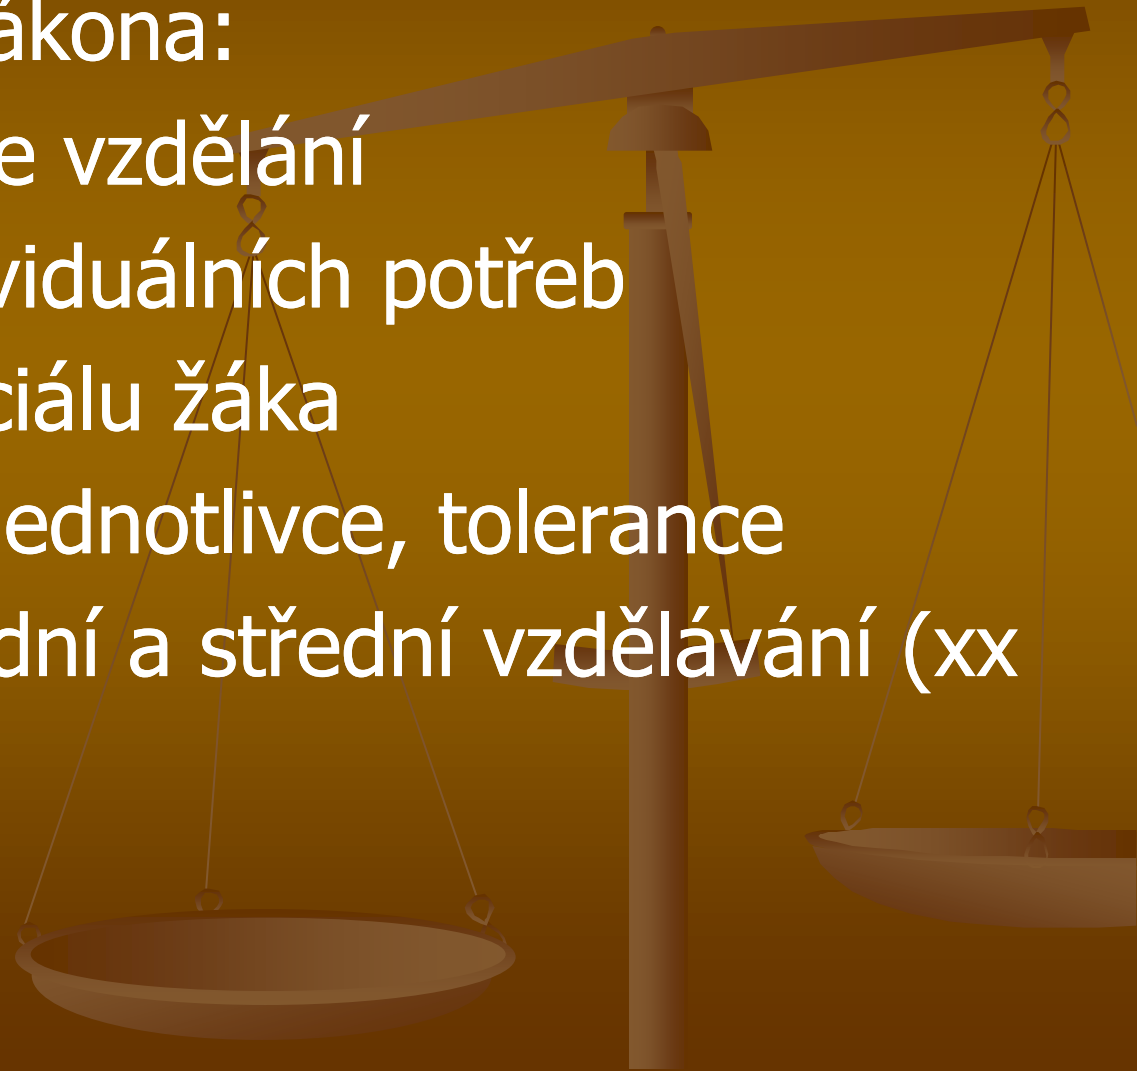 ákona:
e vzdělání
viduálních potřeb
ciálu žáka
jednotlivce, tolerance
dní a střední vzdělávání (xx